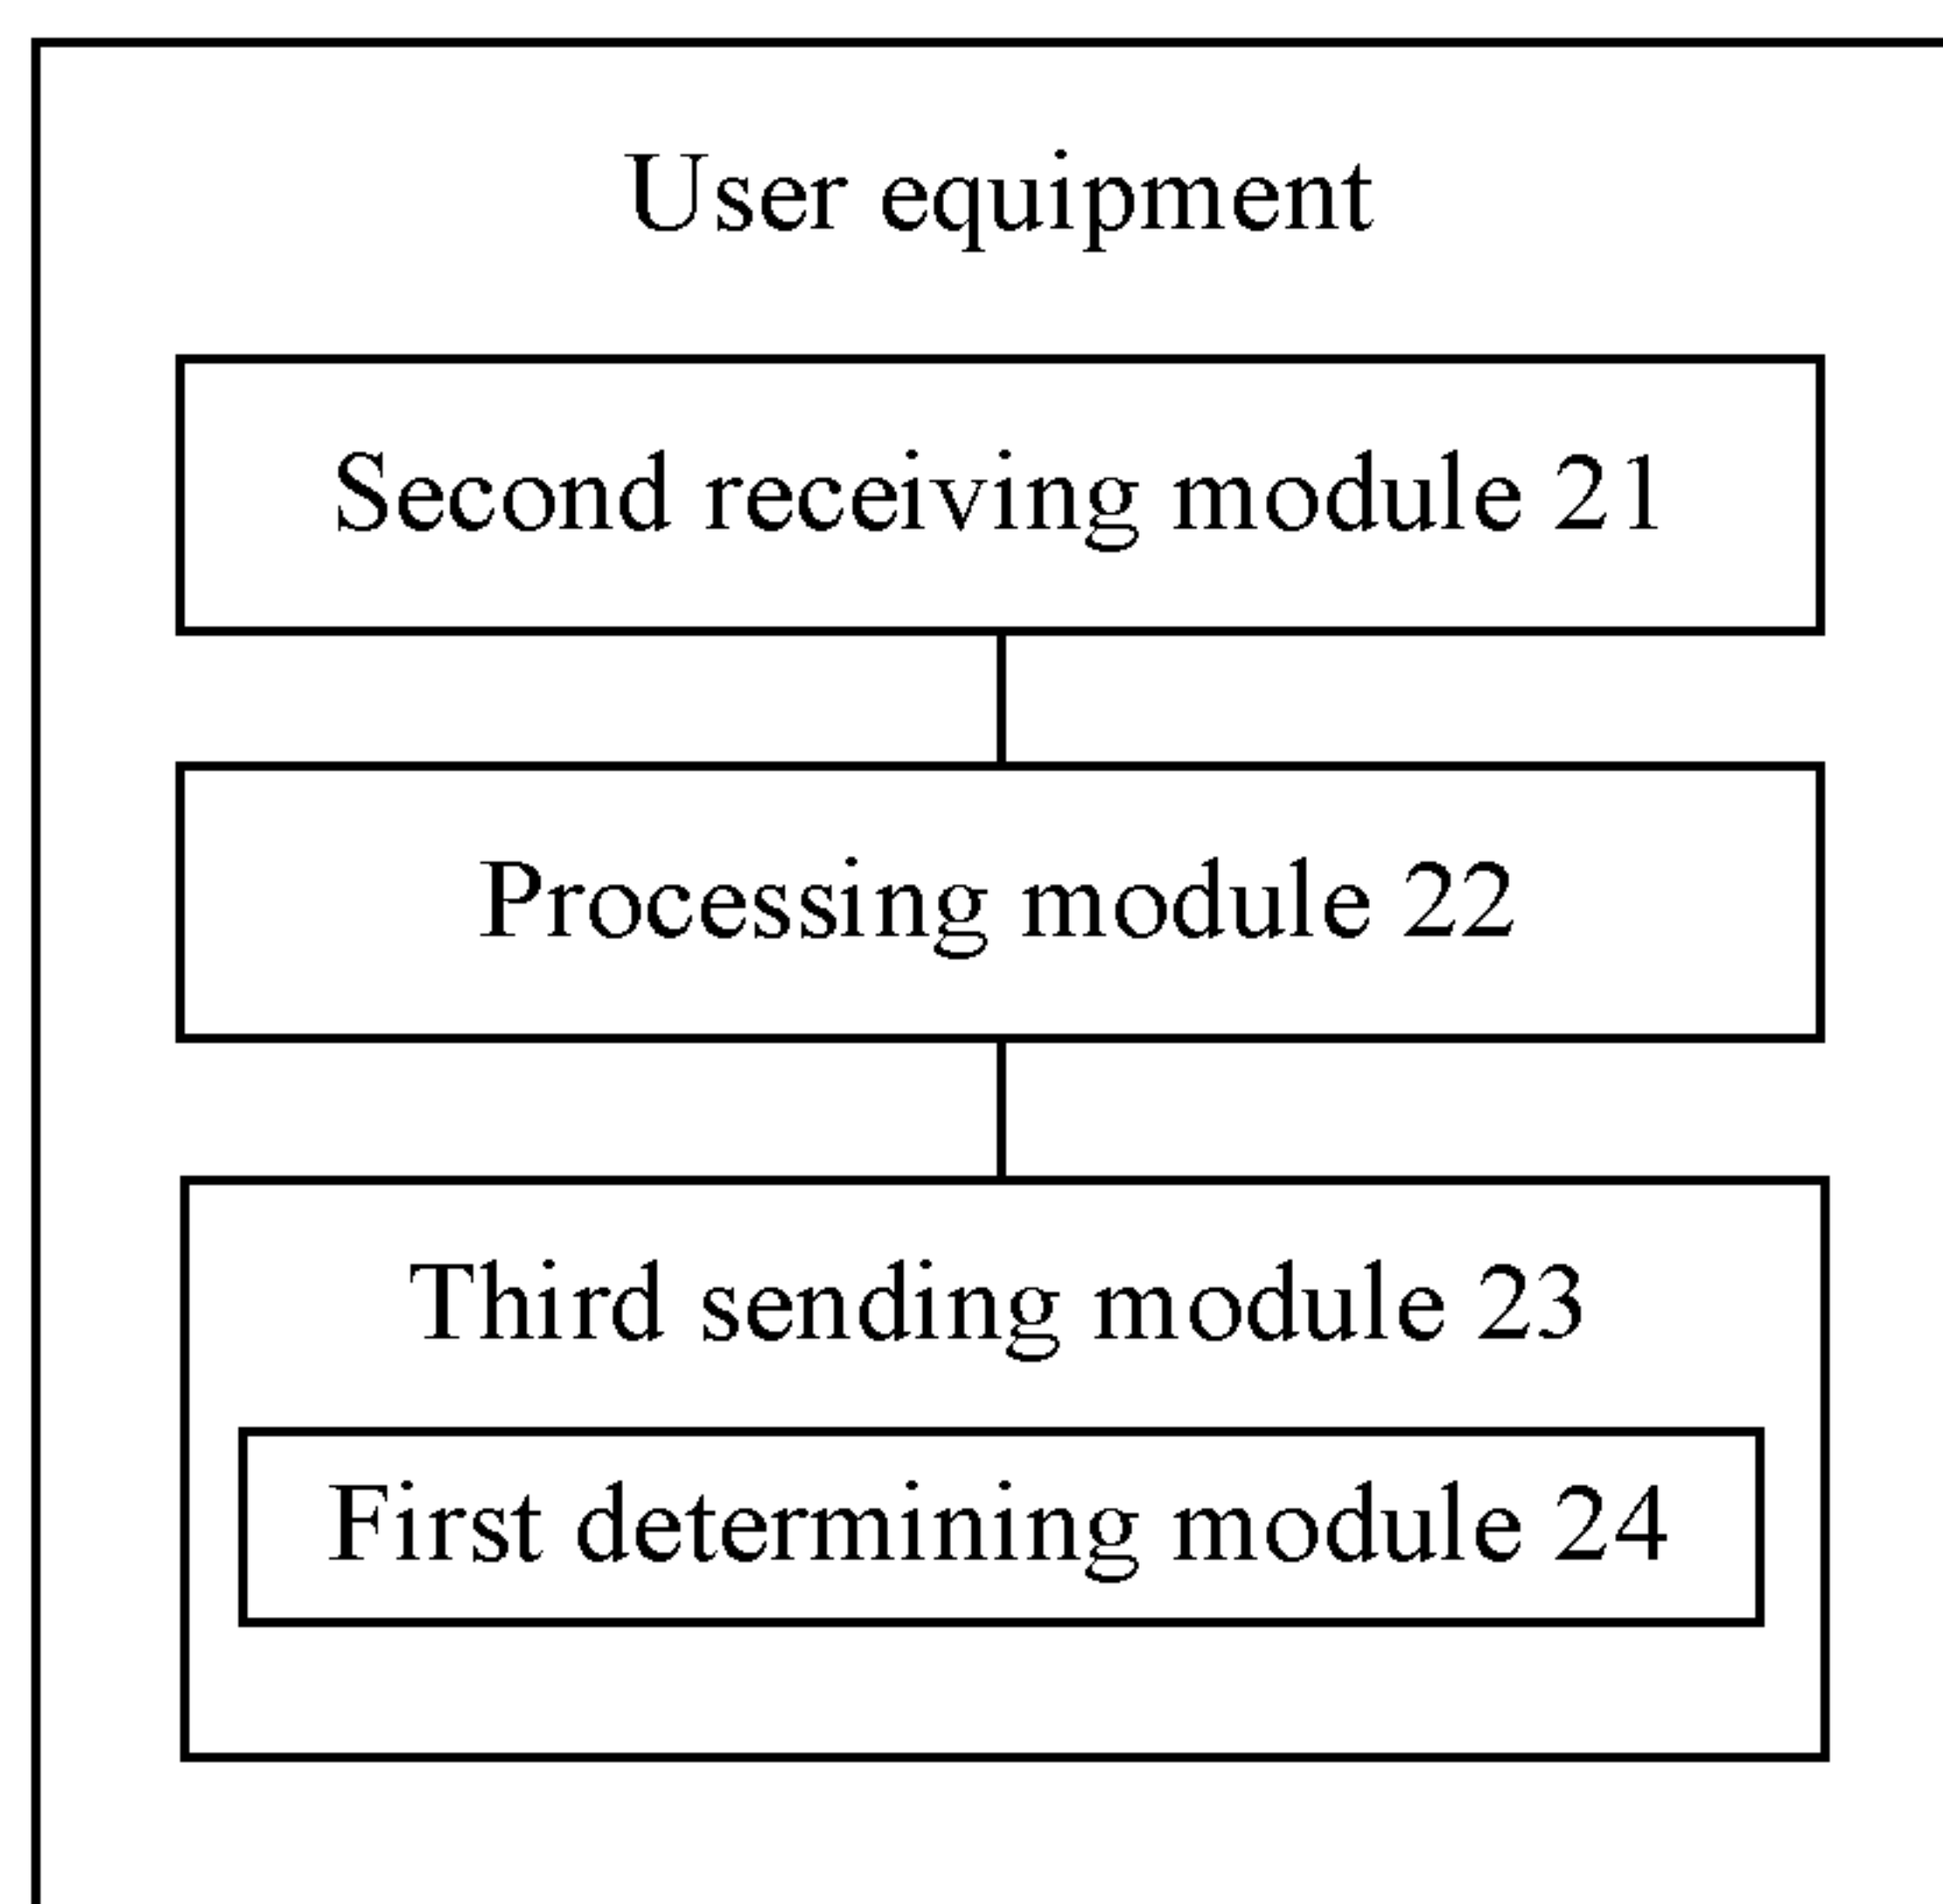 User equipment
Second receiving module 21
Processing module 22
Third sending module 23
First determining module 24